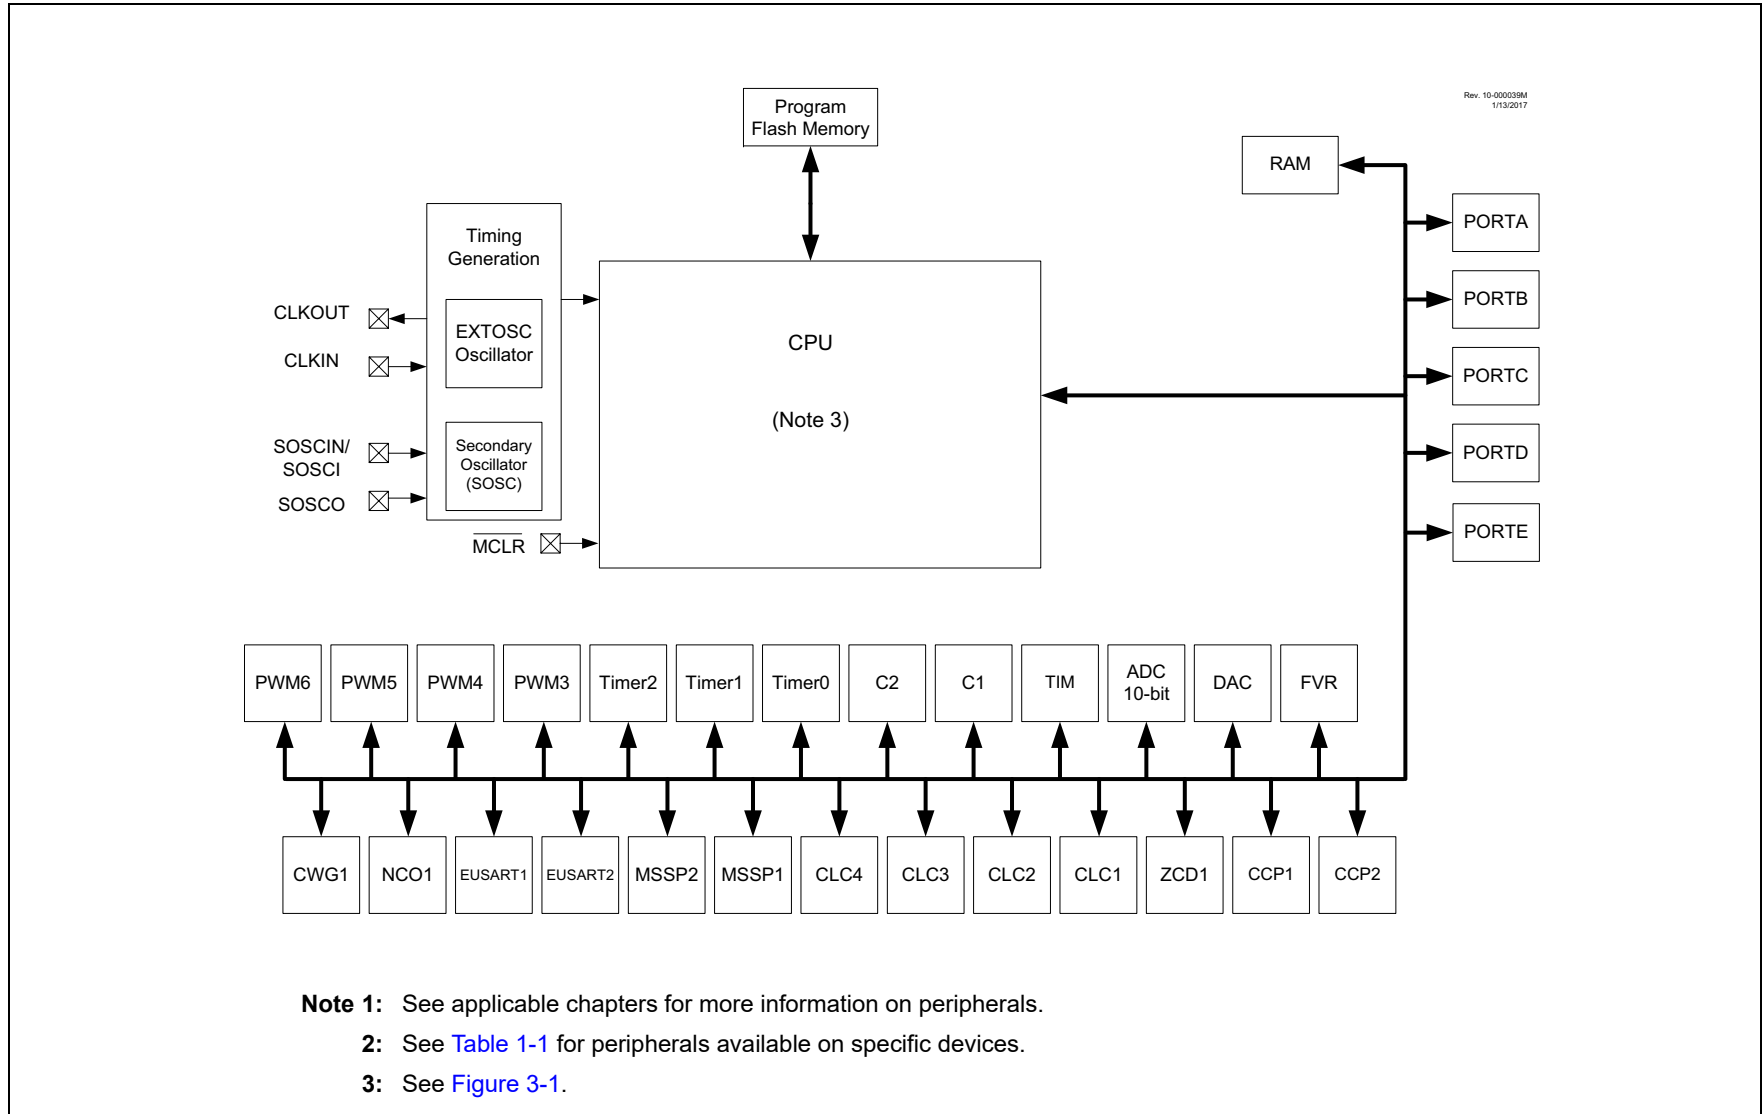 Rev. 10-000039M
1/13/2017
Program
Flash Memory
RAM
PORTA
PORTB
PORTC
PORTD
PORTE
Timing
Generation
EXTOSC
Oscillator
Secondary
Oscillator
(SOSC)
CLKOUT
CLKIN
SOSCIN/
SOSCI
SOSCO
MCLR
CPU
(Note 3)
PWM6
PWM5
PWM4
PWM3
Timer2
Timer1
Timer0
C2
C1
TIM
ADC
10-bit
DAC
FVR
CWG1
NCO1
EUSART1
EUSART2
MSSP2
MSSP1
CLC4
CLC3
CLC2
CLC1
ZCD1
CCP1
CCP2
Note 1: See applicable chapters for more information on peripherals.
2: See Table 1-1 for peripherals available on specific devices.
3: See Figure 3-1.